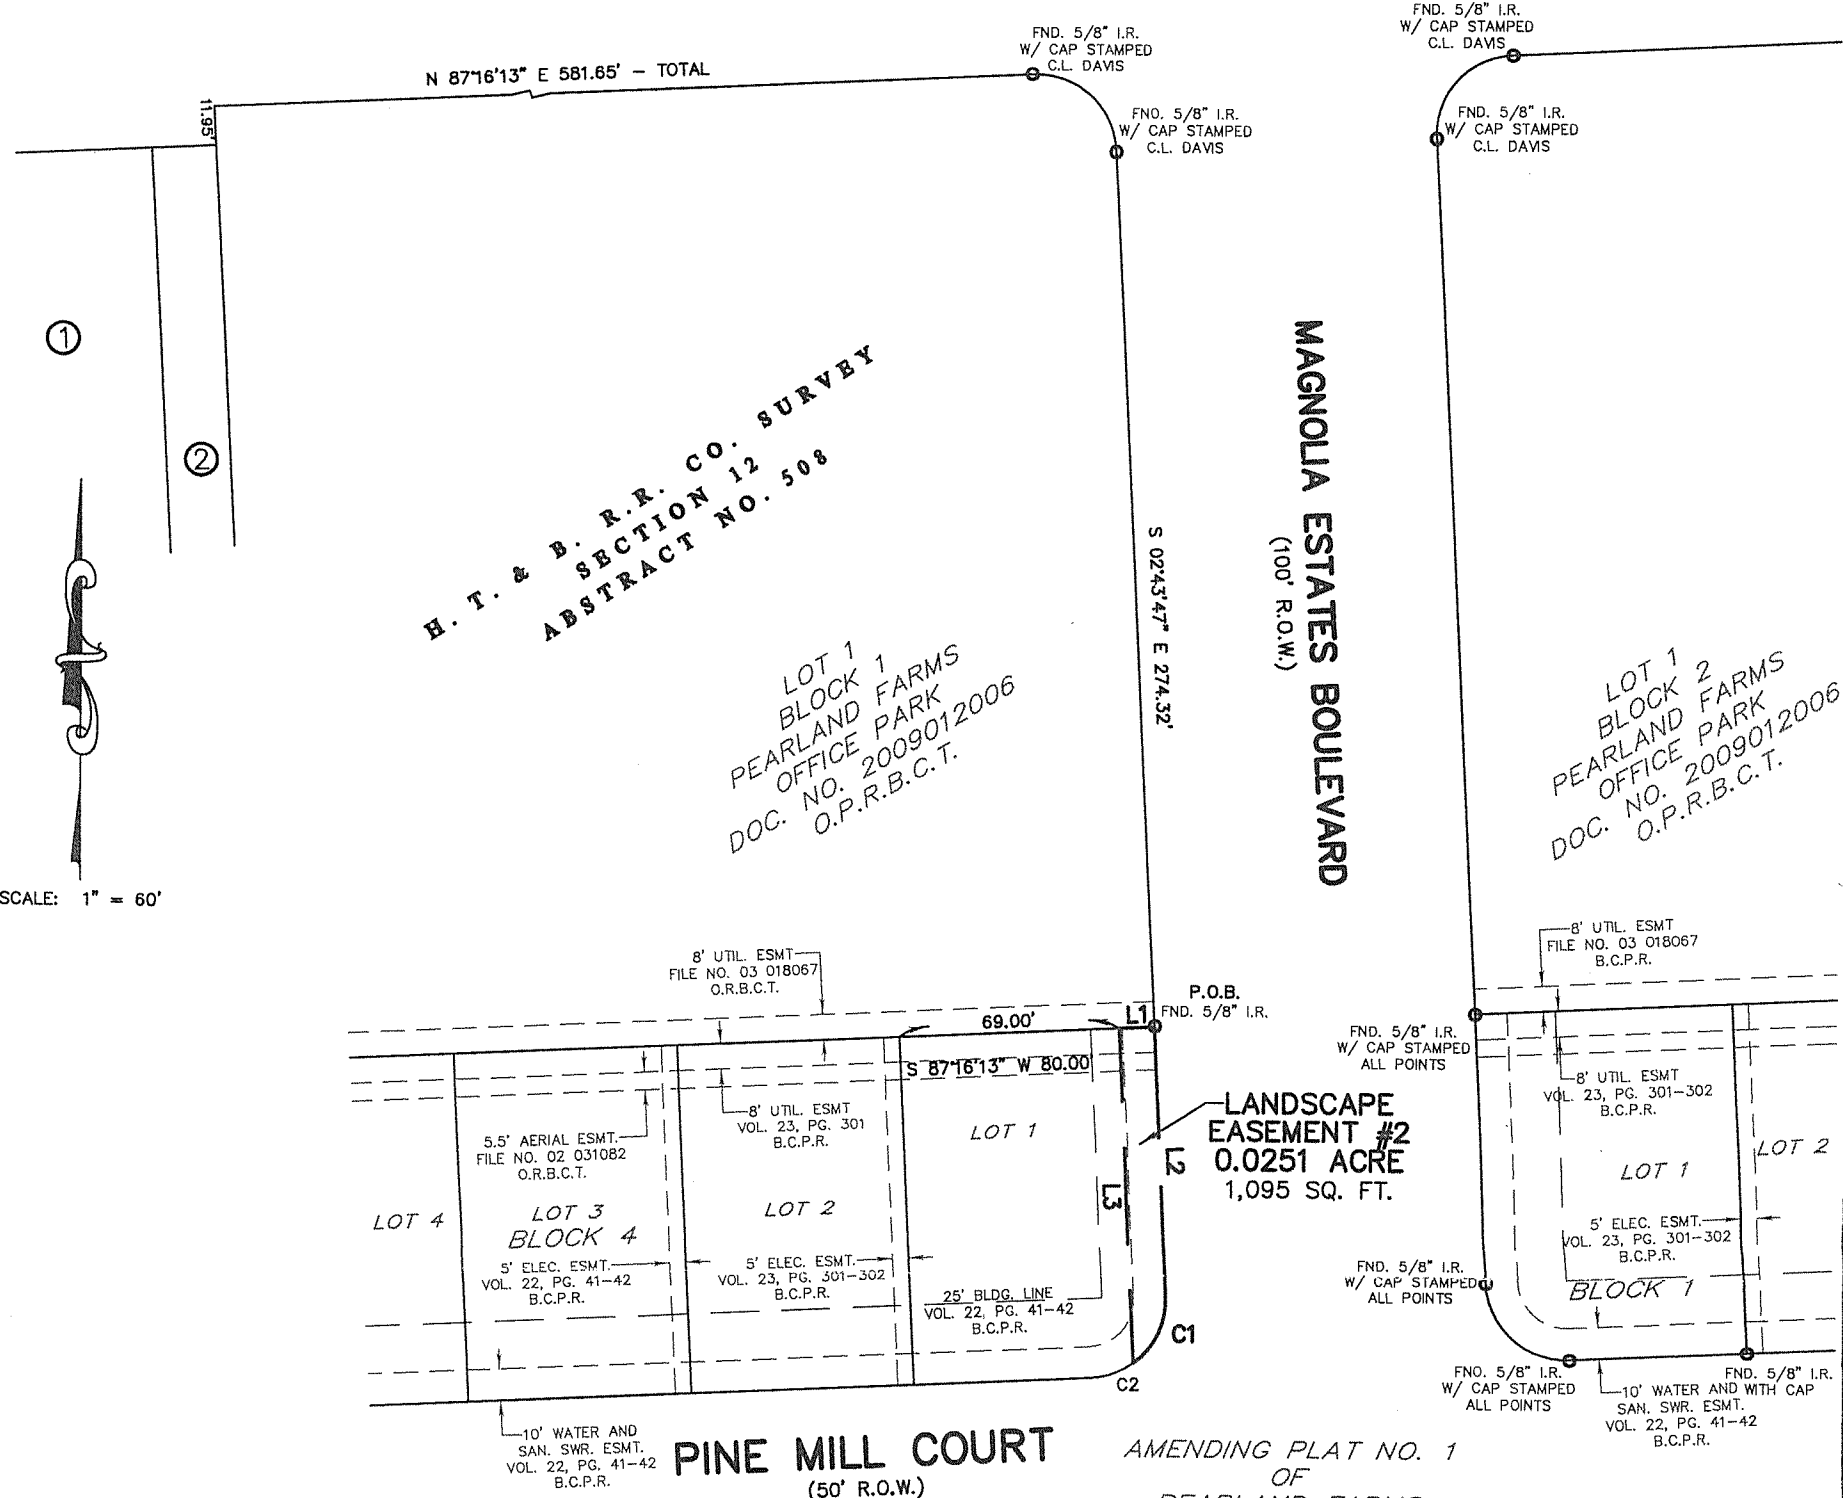 FND. 5/8" I.R.
W/ CAP STAMPED
C.L. DAVIS
FND. 5/8" I.R.
W/ CAP STAMPED
C.L. DAVIS
N 87°16'13" E 581.65' - TOTAL
11.95'
FNO. 5/8" I.R.
W/ CAP STAMPED
C.L. DAVIS
FND. 5/8" I.R.
W/ CAP STAMPED
C.L. DAVIS
1
2
H. T. & B. R.R. CO. SURVEY
SECTION 12
ABSTRACT NO. 508
S 02°43'47" E 274.32'
MAGNOLIA ESTATES BOULEVARD
(100' R.O.W.)
LOT 1
BLOCK 1
PEARLAND FARMS
OFFICE PARK
DOC. NO. 2009012006
O.P.R.B.C.T.
LOT 1
BLOCK 2
PEARLAND FARMS
OFFICE PARK
DOC. NO. 2009012006
O.P.R.B.C.T.
SCALE: 1" = 60'
8' UTIL. ESMT
FILE NO. 03 018067
O.R.B.C.T.
8' UTIL. ESMT
FILE NO. 03 018067
B.C.P.R.
P.O.B.
FND. 5/8" I.R.
69.00'
L1
S 87°16'13" W 80.00
FND. 5/8" I.R.
W/ CAP STAMPED
ALL POINTS
8' UTIL. ESMT
VOL. 23, PG. 301
B.C.P.R.
8' UTIL. ESMT
VOL. 23, PG. 301-302
B.C.P.R.
5.5' AERIAL ESMT.
FILE NO. 02 031082
O.R.B.C.T.
LOT 1
LANDSCAPE
EASEMENT #2
0.0251 ACRE
1,095 SQ. FT.
L2
L3
LOT 4
LOT 3
BLOCK 4
LOT 2
LOT 1
LOT 2
5' ELEC. ESMT.
VOL. 22, PG. 41-42
B.C.P.R.
5' ELEC. ESMT.
VOL. 23, PG. 301-302
B.C.P.R.
5' ELEC. ESMT.
VOL. 23, PG. 301-302
B.C.P.R.
25' BLDG. LINE
VOL. 22, PG. 41-42
B.C.P.R.
FND. 5/8" I.R.
W/ CAP STAMPED
ALL POINTS
BLOCK 1
C1
C2
FNO. 5/8" I.R.
W/ CAP STAMPED
ALL POINTS
FND. 5/8" I.R.
WITH CAP
10' WATER AND
SAN. SWR. ESMT.
VOL. 22, PG. 41-42
B.C.P.R.
10' WATER AND
SAN. SWR. ESMT.
VOL. 22, PG. 41-42
B.C.P.R.
PINE MILL COURT
(50' R.O.W.)
AMENDING PLAT NO. 1
OF